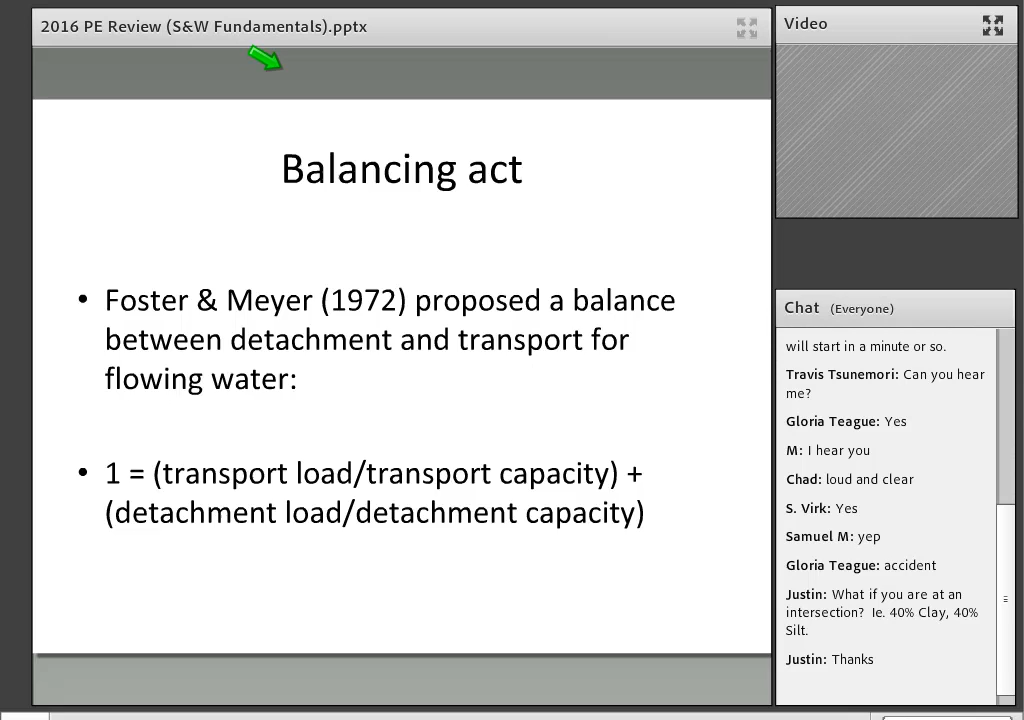 2016 PE Review (S&W Fundamentals).pptx
Balancing act
• Foster & Meyer (1972) proposed a balance
between detachment and transport for
flowing water:
• 1 = (transport load/transport capacity) +
(detachment load/detachment capacity)
Video
Chat (Everyone)
will start in a minute or so.
Travis Tsunemori: Can you hear
me?
Gloria Teague: Yes
M: I hear you
Chad: loud and clear
S. Virk: Yes
Samuel M: yep
Gloria Teague: accident
Justin: What if you are at an
intersection? Ie. 40% Clay, 40%
Silt.
Justin: Thanks